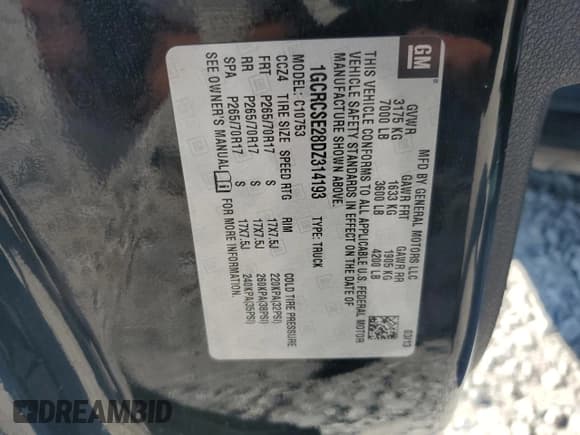 GM
MFD BY GENERAL MOTORS LLC 03/13
GVWR GAWR FRT GAWR RR
3175 KG 1633 KG 1905 KG
7000 LB 3600 LB 4200 LB
THIS VEHICLE CONFORMS TO ALL APPLICABLE U.S. FEDERAL MOTOR
VEHICLE SAFETY STANDARDS IN EFFECT ON THE DATE OF
MANUFACTURE SHOWN ABOVE.
1GCRCSE28DZ314193 TYPE: TRUCK
MODEL: C10753
CCZ4 TIRE SIZE SPEED RTG RIM COLD TIRE PRESSURE
FRT P265/70R17 S 17X7.5J 220KPA(32PSI)
RR P265/70R17 S 17X7.5J 260KPA(38PSI)
SPA P265/70R17 S 17X7.5J 240KPA(35PSI)
SEE OWNER'S MANUAL FOR MORE INFORMATION.
DREAMBID